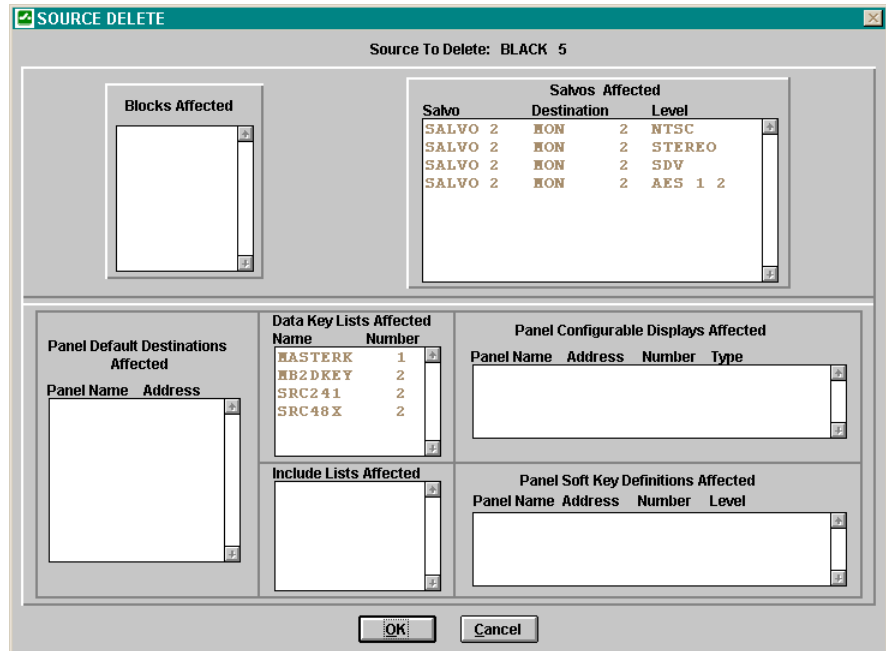 SOURCE DELETE
Source To Delete: BLACK 5
Blocks Affected
Salvos Affected
Salvo Destination Level
SALVO 2 MON 2 NTSC
SALVO 2 MON 2 STEREO
SALVO 2 MON 2 SDV
SALVO 2 MON 2 AES 1 2
Panel Default Destinations
Affected
Panel Name Address
Data Key Lists Affected
Name Number
MASTERK 1
MB2DKEY 2
SRC241 2
SRC48X 2
Include Lists Affected
Panel Configurable Displays Affected
Panel Name Address Number Type
Panel Soft Key Definitions Affected
Panel Name Address Number Level
OK Cancel